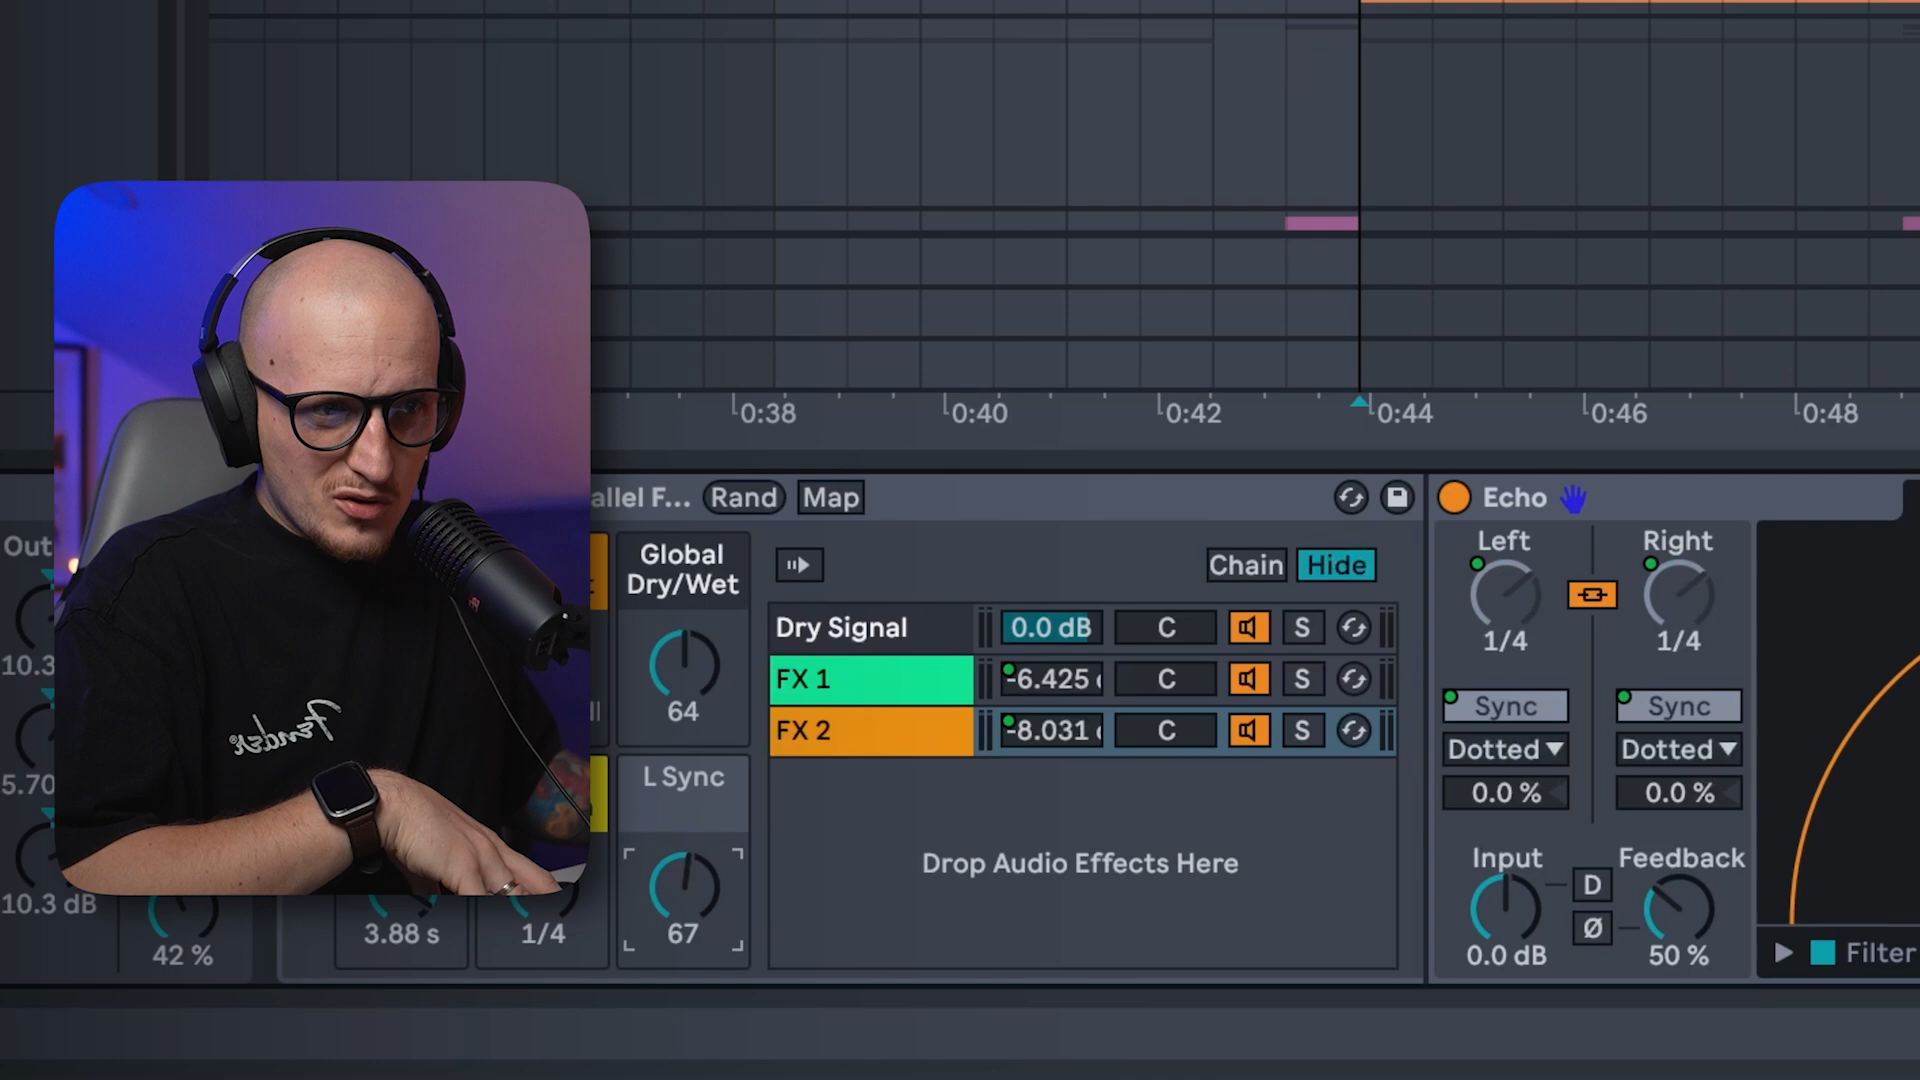 0:38 0:40 0:42 0:44 0:46 0:48
allel F... Rand Map
Echo
Out
10.3
5.70
10.3 dB
42 %
3.88 s
1/4
Global
Dry/Wet
64
L Sync
67
Chain Hide
Dry Signal 0.0 dB C S
FX 1 -6.425 C S
FX 2 -8.031 C S
Drop Audio Effects Here
Left Right
1/4 1/4
Sync Sync
Dotted Dotted
0.0 % 0.0 %
Input Feedback
D
Ø
0.0 dB 50 %
Filter
Fender